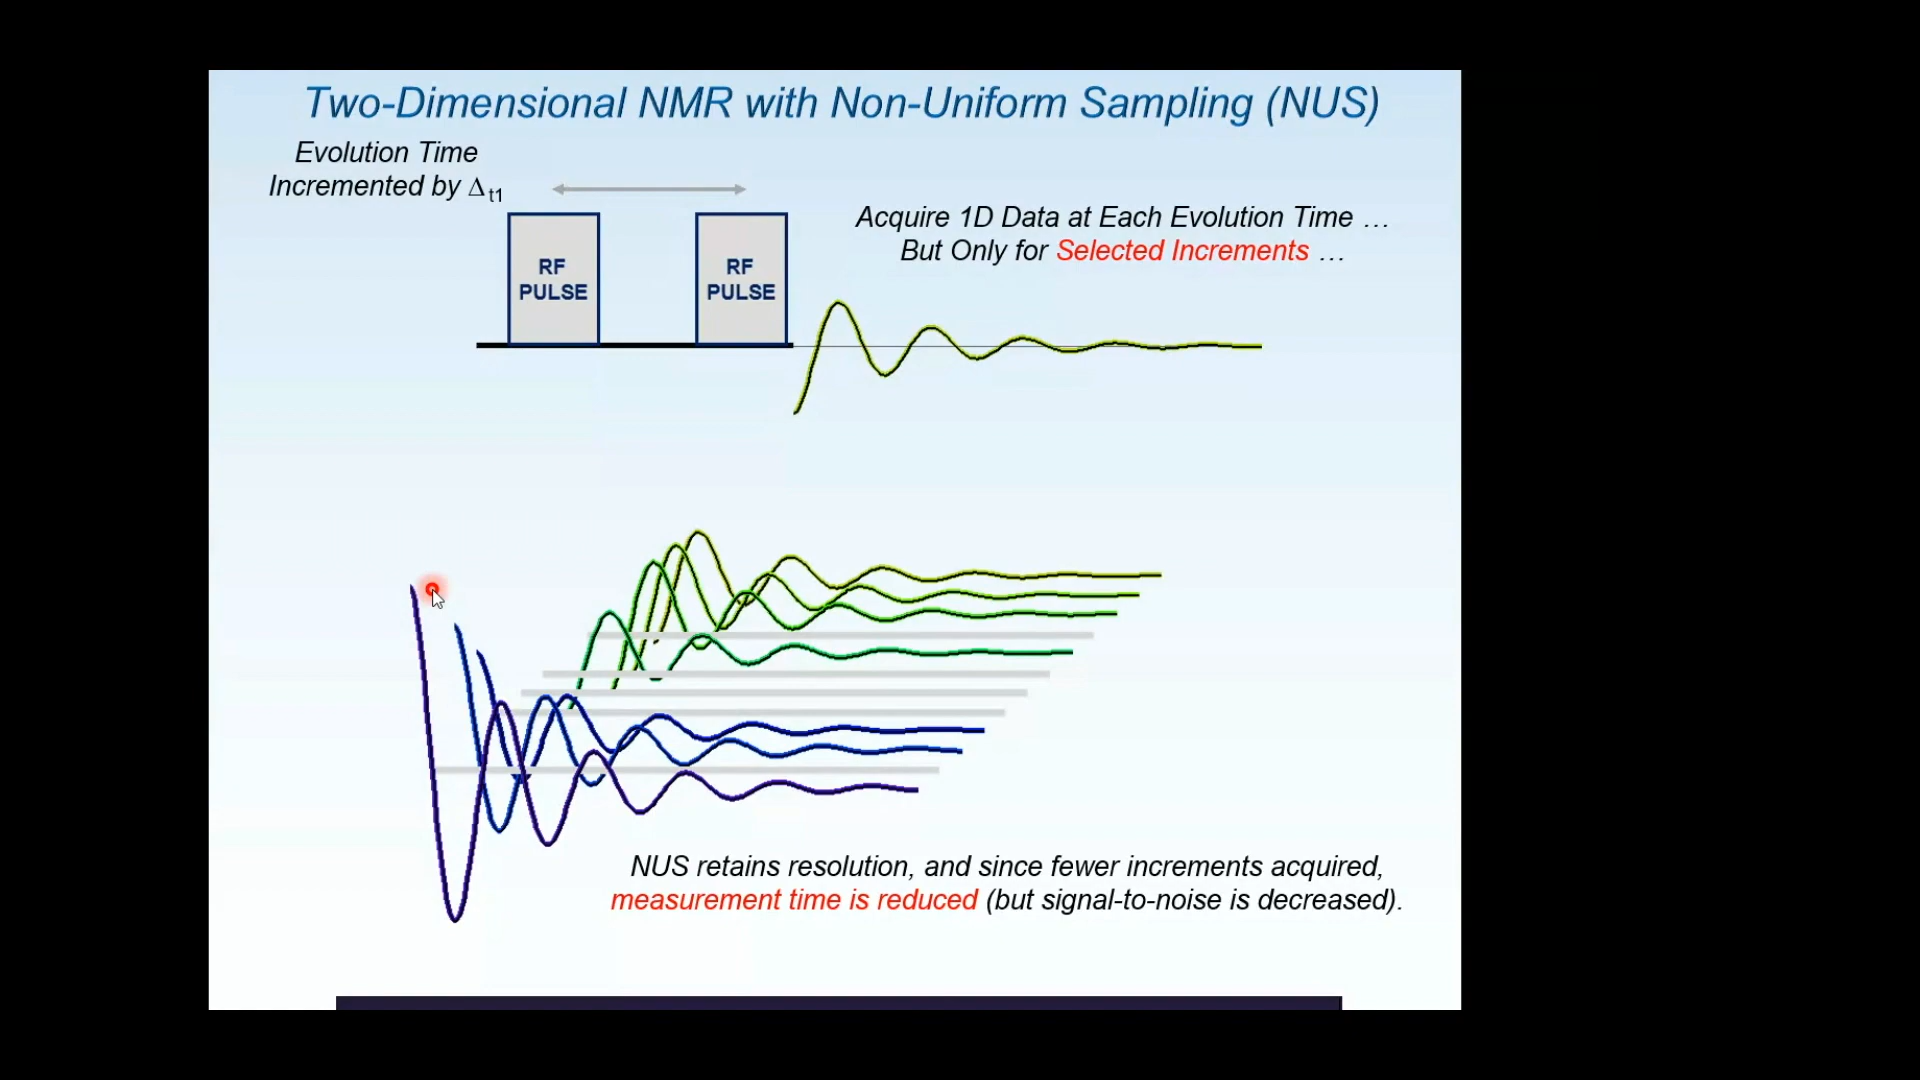 Two-Dimensional NMR with Non-Uniform Sampling (NUS)
Evolution Time
Incremented by Δt1
Acquire 1D Data at Each Evolution Time …
But Only for Selected Increments …
RF
PULSE
RF
PULSE
NUS retains resolution, and since fewer increments acquired,
measurement time is reduced (but signal-to-noise is decreased).